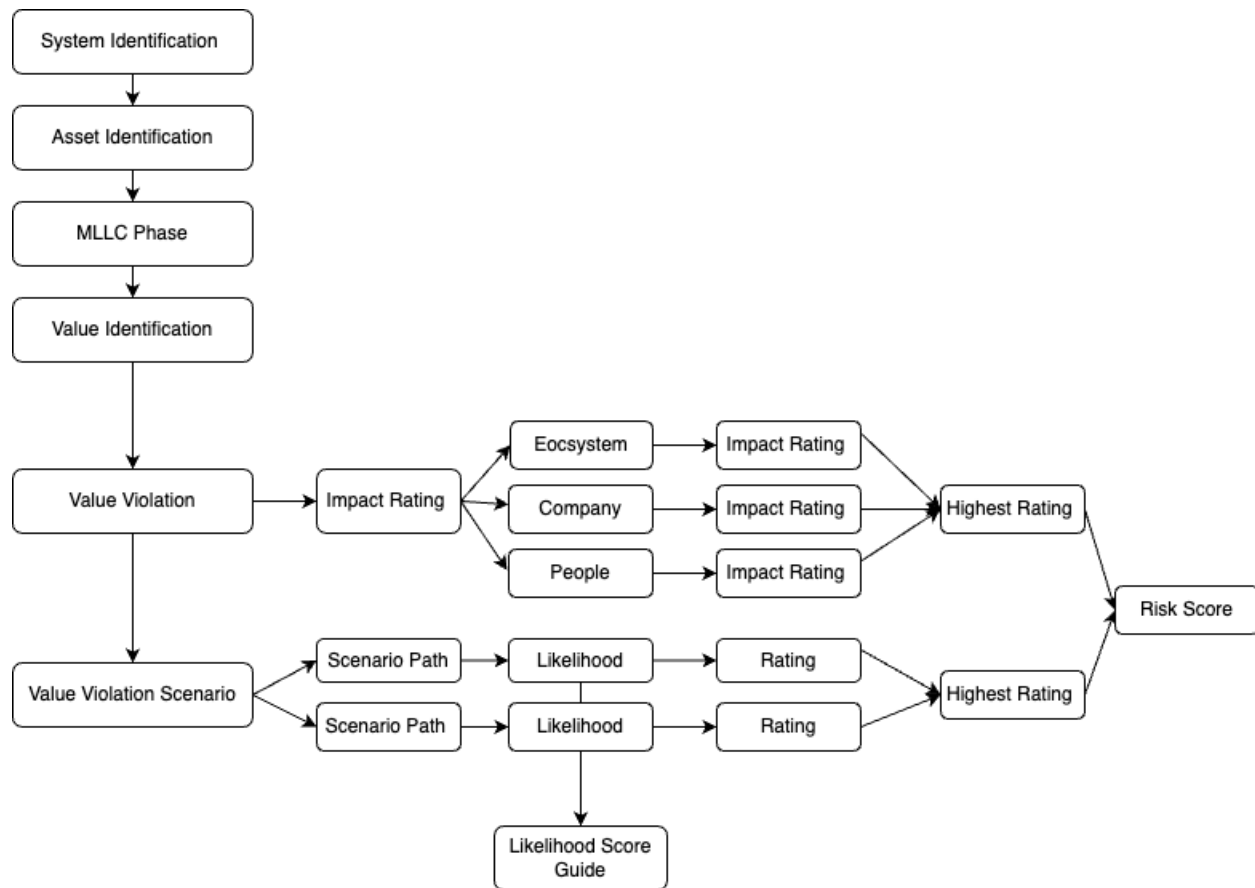 System Identification
Asset Identification
MLLC Phase
Value Identification
Eocsystem
Impact Rating
Value Violation
Impact Rating
Company
Impact Rating
Highest Rating
People
Impact Rating
Risk Score
Value Violation Scenario
Scenario Path
Likelihood
Rating
Highest Rating
Scenario Path
Likelihood
Rating
Likelihood Score
Guide